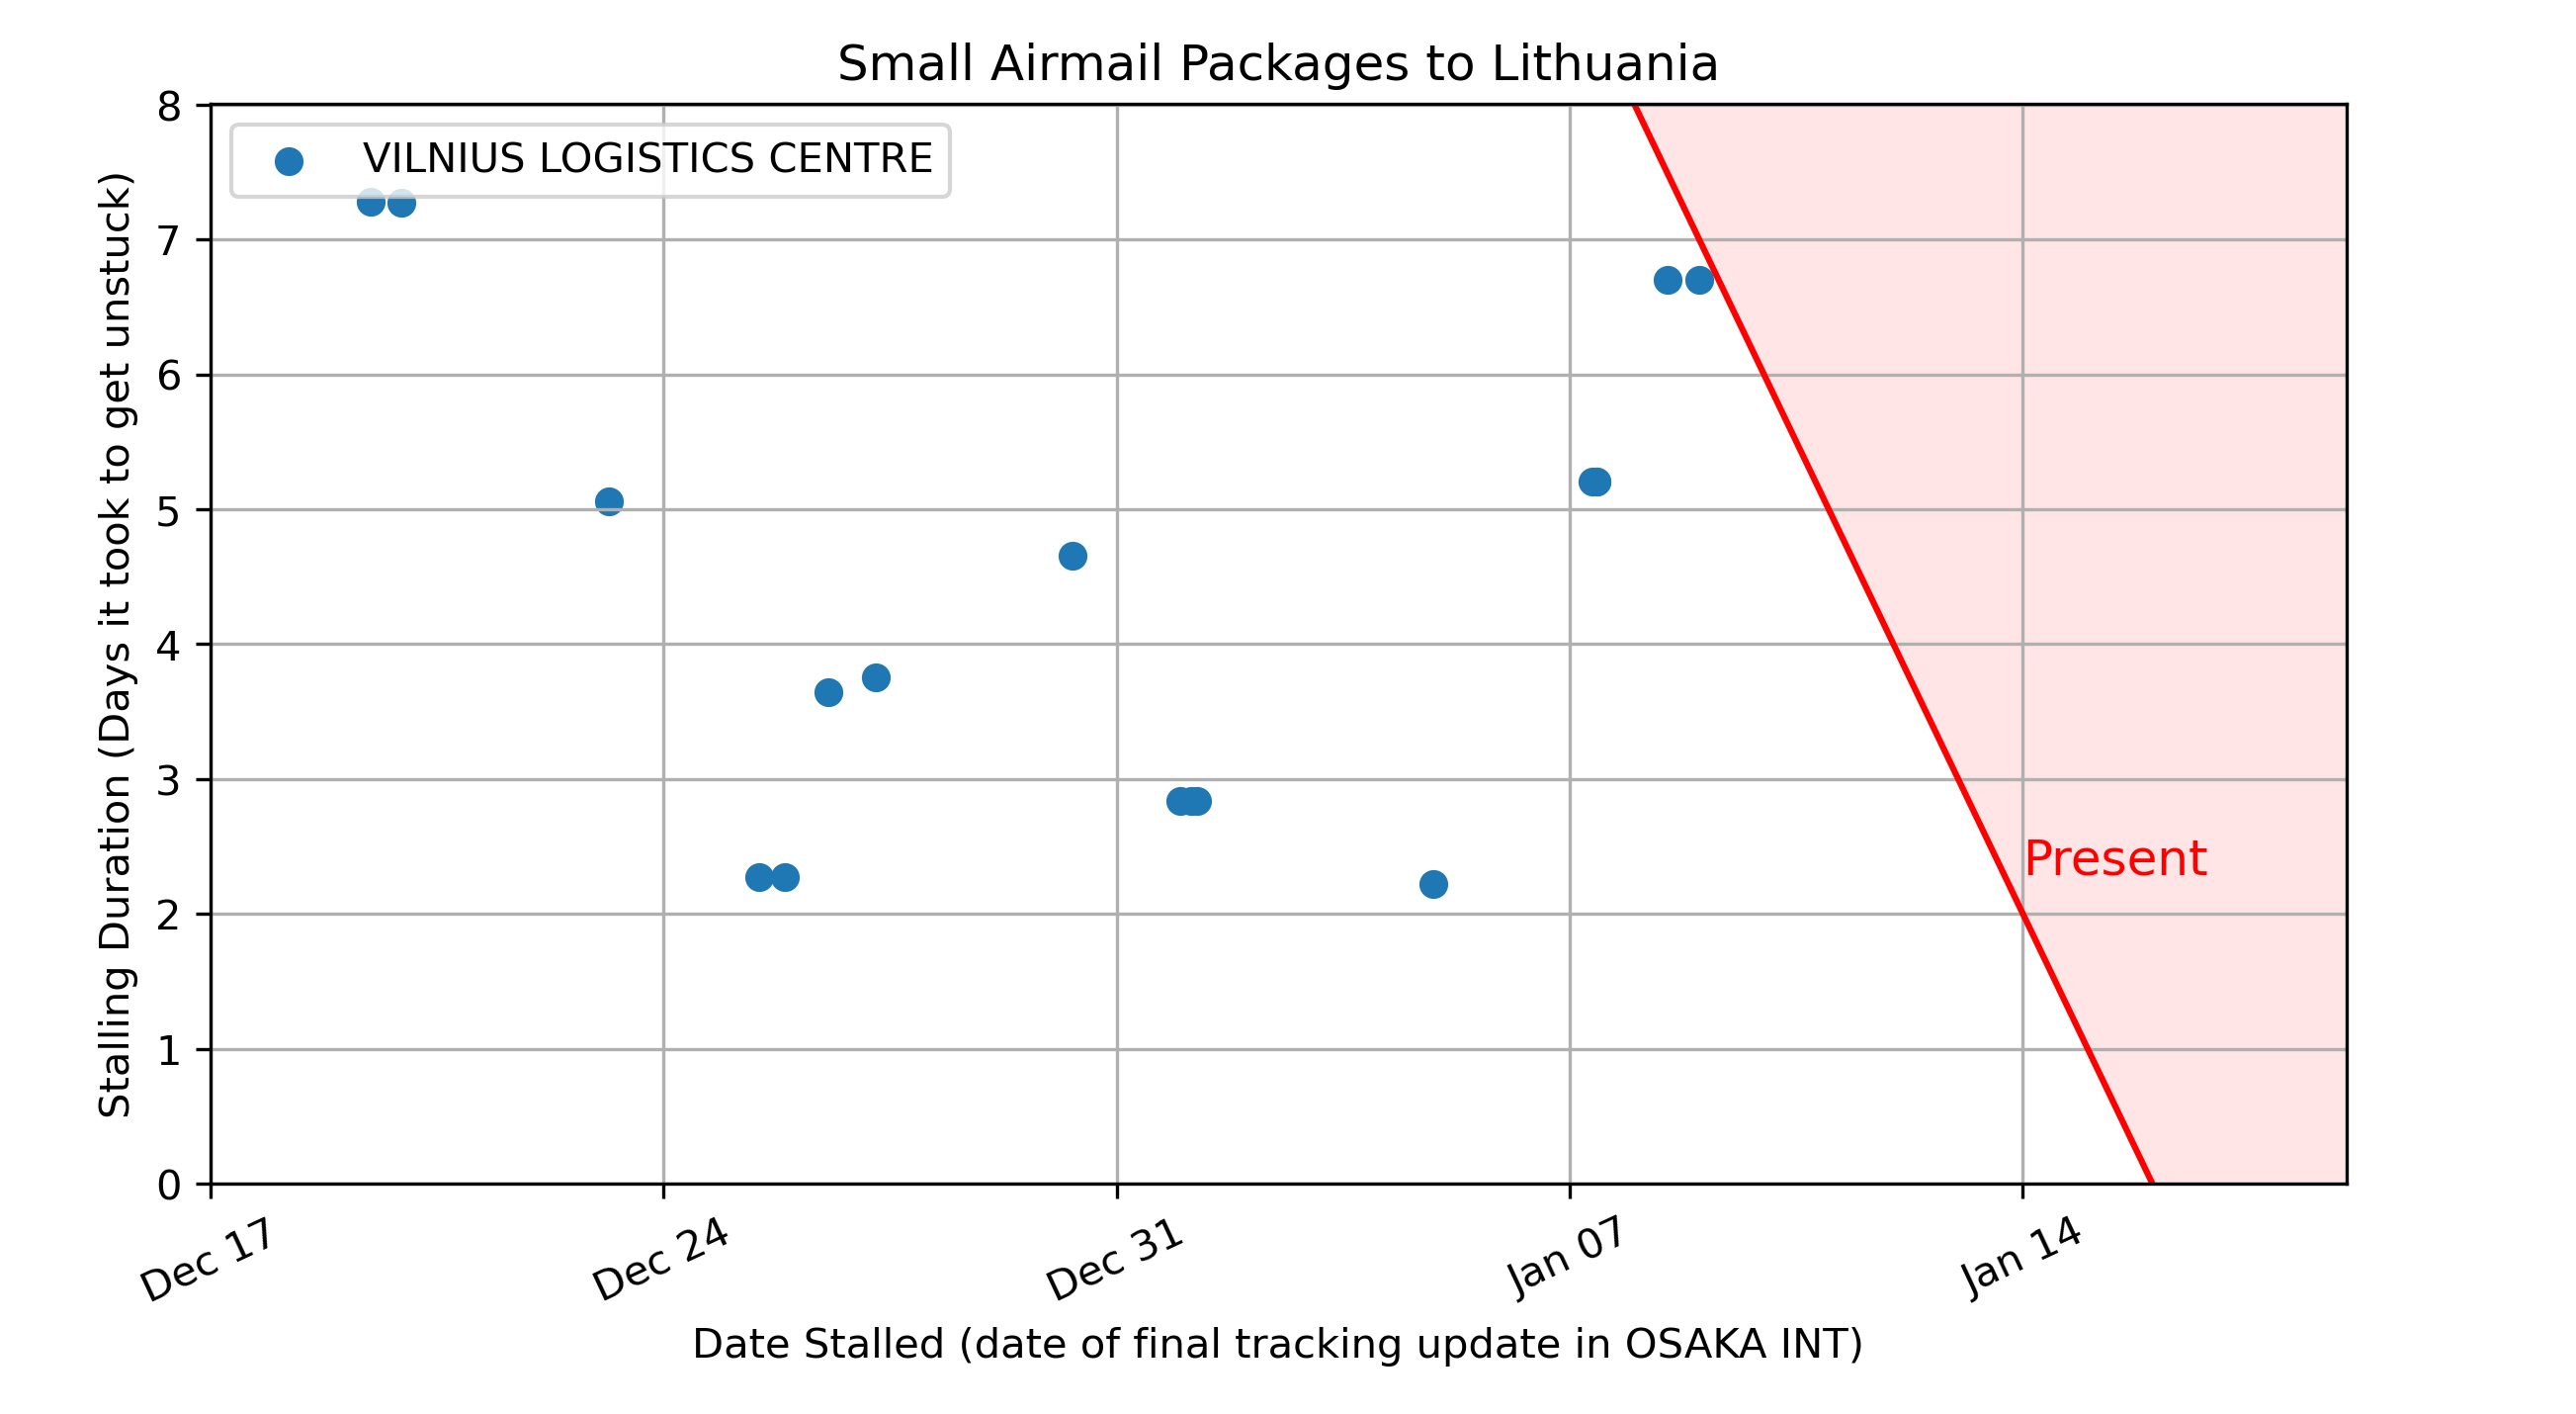 Small Airmail Packages to Lithuania
VILNIUS LOGISTICS CENTRE
Stalling Duration (Days it took to get unstuck)
8
7
6
5
4
3
2
1
0
Present
Dec 17
Dec 24
Dec 31
Jan 07
Jan 14
Date Stalled (date of final tracking update in OSAKA INT)